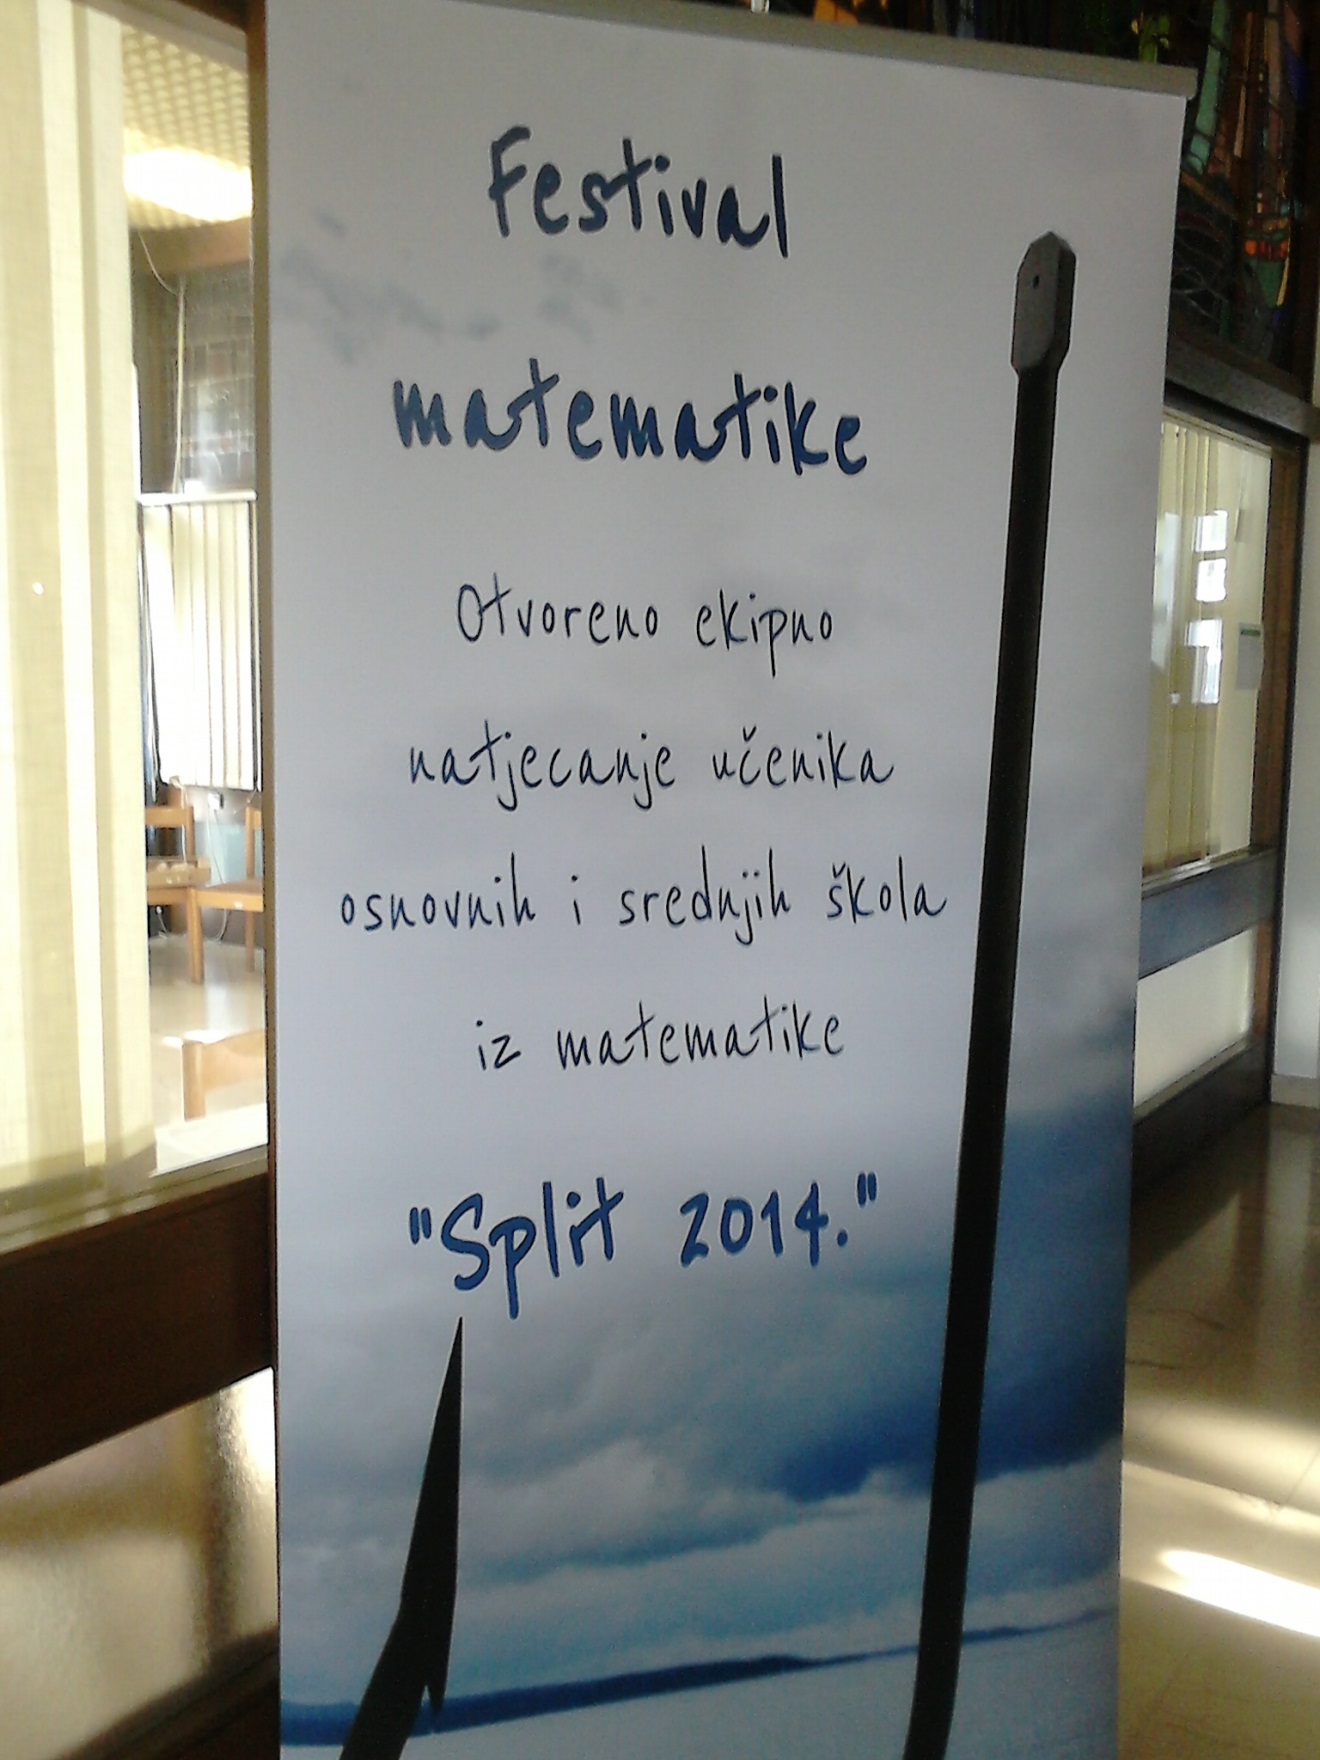 Festival
matematike
Otvoreno ekipno
natjecanje učenika
osnovnih i srednjih škola
iz matematike
"Split 2014."